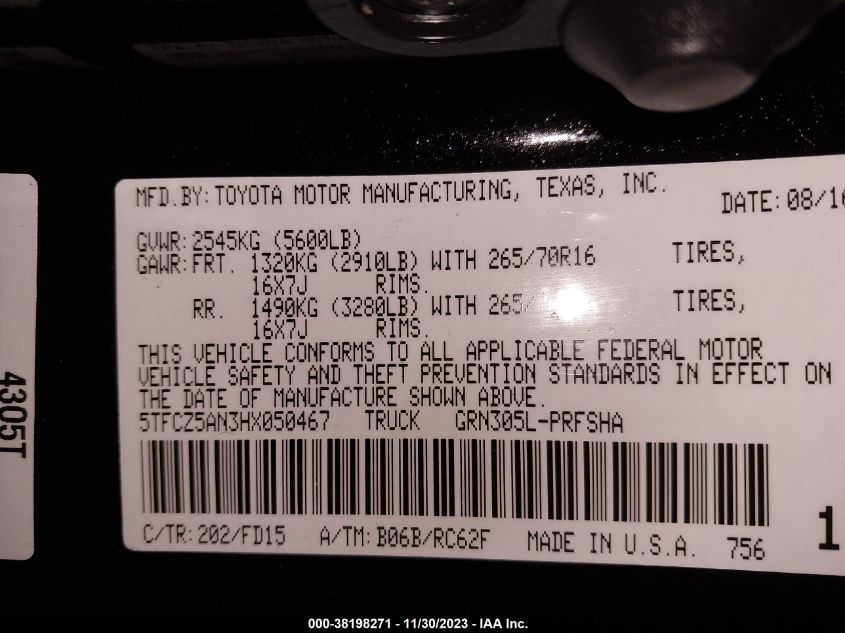 MFD.BY: TOYOTA MOTOR MANUFACTURING, TEXAS, INC.
DATE: 08/16
GVWR: 2545KG (5600LB)
GAWR: FRT. 1320KG (2910LB) WITH 265/70R16 TIRES,
16X7J RIMS.
RR. 1490KG (3280LB) WITH 265/ TIRES,
16X7J RIMS.
THIS VEHICLE CONFORMS TO ALL APPLICABLE FEDERAL MOTOR
VEHICLE SAFETY AND THEFT PREVENTION STANDARDS IN EFFECT ON
THE DATE OF MANUFACTURE SHOWN ABOVE.
5TFCZ5AN3HX050467 TRUCK GRN305L-PRFSHA
C/TR: 202/FD15 A/TM: B06B/RC62F MADE IN U.S.A. 756
1
4305T
000-38198271 - 11/30/2023 - IAA Inc.